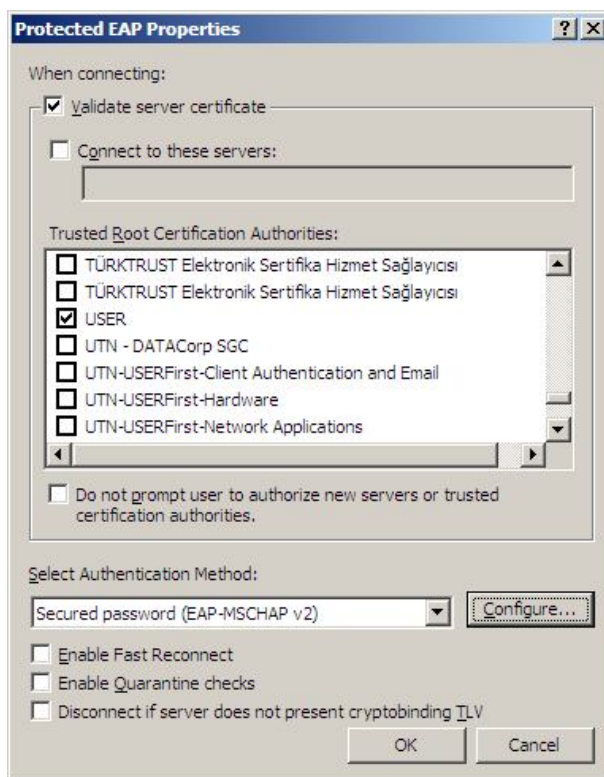 Protected EAP Properties
When connecting:
Validate server certificate
Connect to these servers:
Trusted Root Certification Authorities:
TÜRKTRUST Elektronik Sertifika Hizmet Sağlayıcısı
TÜRKTRUST Elektronik Sertifika Hizmet Sağlayıcısı
USER
UTN - DATACorp SGC
UTN-USERFirst-Client Authentication and Email
UTN-USERFirst-Hardware
UTN-USERFirst-Network Applications
Do not prompt user to authorize new servers or trusted
certification authorities.
Select Authentication Method:
Secured password (EAP-MSCHAP v2)
Configure...
Enable Fast Reconnect
Enable Quarantine checks
Disconnect if server does not present cryptobinding TLV
OK
Cancel